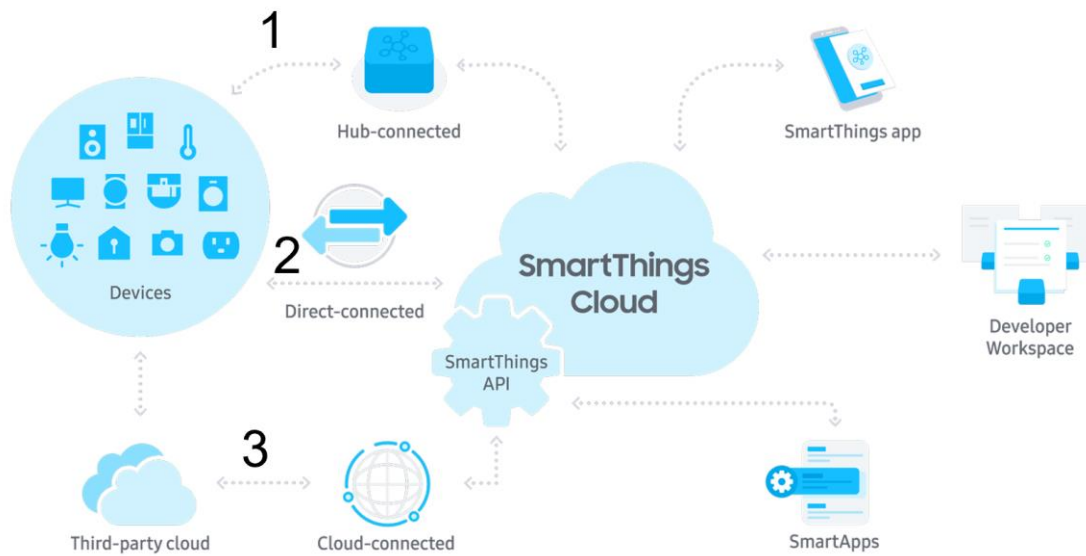 1
Hub-connected
SmartThings app
2
Devices
Direct-connected
SmartThings
Cloud
Developer
Workspace
SmartThings
API
3
Third-party cloud
Cloud-connected
SmartApps